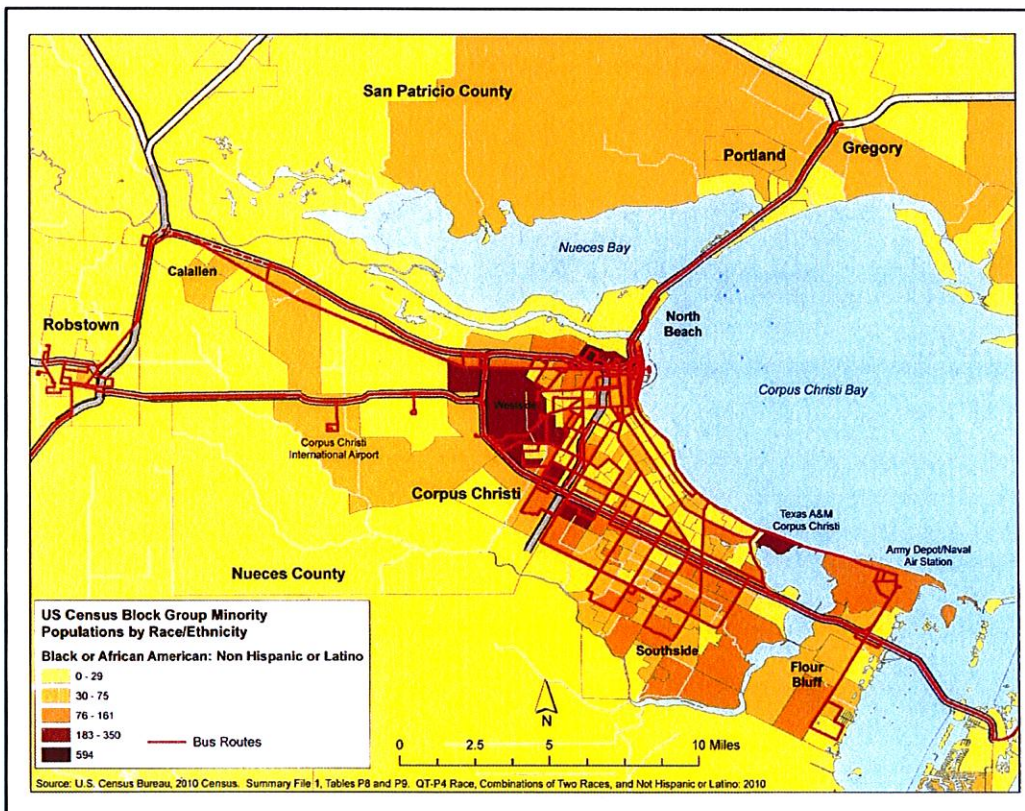 San Patricio County
Portland
Gregory
Nueces Bay
Calallen
Robstown
North
Beach
Corpus Christi Bay
Westside
Corpus Christi
International Airport
Corpus Christi
Texas A&M
Corpus Christi
Army Depot/Naval
Air Station
Nueces County
US Census Block Group Minority
Populations by Race/Ethnicity
Black or African American: Non Hispanic or Latino
0 - 29
30 - 75
76 - 161
183 - 350
594
Bus Routes
Southside
Flour
Bluff
N
0 2.5 5 10 Miles
Source: U.S. Census Bureau, 2010 Census. Summary File 1, Tables P8 and P9. QT-P4 Race, Combinations of Two Races, and Not Hispanic or Latino: 2010